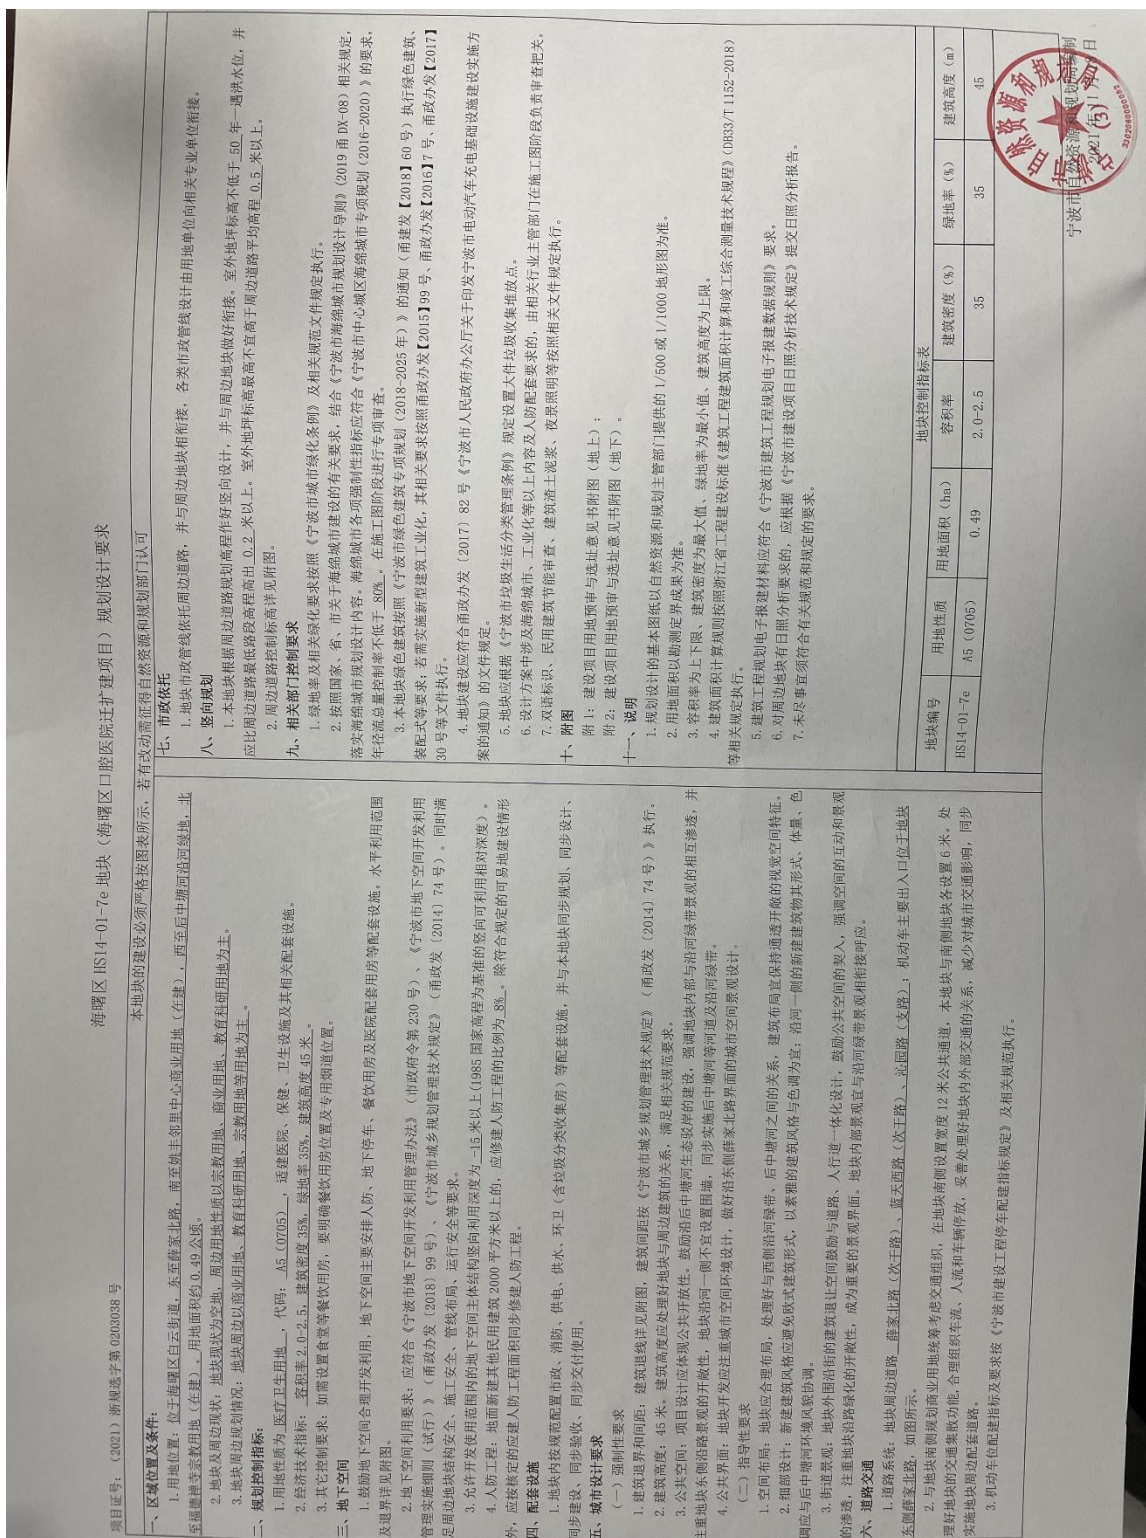 项目证号：(2021)浙规选字第 0203038 号
海曙区 HS14-01-7e 地块（海曙区口腔医院迁扩建项目）规划设计要求
本地块的建设必须严格按图表所示，若有改动需征得自然资源和规划部门认可
一、区域位置及条件：
1. 用地位置：位于海曙区白云街道，东至薛家北路，南至姚丰邻里中心商业用地（在建），西至后中塘河沿河绿地，北
至福德禅寺宗教用地（在建）。用地面积约 0.49 公顷。
2. 地块及周边现状：地块现状为空地，周边用地性质以宗教用地、商业用地、教育科研用地为主。
3. 地块周边规划情况：地块周边以商业用地、教育科研用地、宗教用地等用地为主 。
二、规划控制指标：
1. 用地性质为 医疗卫生用地 ，代码： A5（0705） ，适建医院、保健、卫生设施及其相关配套设施。
2. 经济技术指标： 容积率 2.0-2.5，建筑密度 35%，绿地率 35%，建筑高度 45 米。
3. 其它控制要求：如需设置食堂等餐饮用房，要明确餐饮用房位置及专用烟道位置。
三、地下空间
1. 鼓励地下空间合理开发利用，地下空间主要安排人防、地下停车、餐饮用房及医院配套用房等配套设施。水平利用范围
及退界详见附图。
2. 地下空间利用要求：应符合《宁波市地下空间开发利用管理办法》（市政府令第 230 号）、《宁波市地下空间开发利用
管理实施细则（试行）》（甬政办发〔2018〕99 号）、《宁波市城乡规划管理技术规定》（甬政发〔2014〕74 号）。同时满
足周边地块结构安全、施工安全、管线布局、运行安全等要求。
3. 允许开发使用范围内的地下空间主体结构竖向利用深度为 -15 米以上(1985 国家高程为基准的竖向可利用相对深度)。
4. 人防工程：地面新建其他民用建筑 2000 平方米以上的，应修建人防工程的比例为 8% 。除符合规定的可易地建设情形
外，应按核定的应建人防工程面积同步修建人防工程。
四、配套设施
1. 地块内按规范配置市政、消防、供电、供水、环卫（含垃圾分类收集房）等配套设施，并与本地块同步规划、同步设计、
同步建设、同步验收、同步交付使用。
五、城市设计要求
（一）强制性要求
1. 建筑退界和间距：建筑退线详见附图，建筑间距按《宁波市城乡规划管理技术规定》（甬政发〔2014〕74 号））执行。
2. 建筑高度：45 米。建筑高度应处理好地块与周边建筑的关系，满足相关规范要求。
3. 公共空间：项目设计应体现公共开放性。鼓励沿后中塘河生态驳岸的建设，强调地块内部与沿河绿带景观的相互渗透，并
注重地块东侧沿路景观的开敞性，地块沿河一侧不宜设置围墙，同步实施后中塘河等河道及沿河绿带。
4. 公共界面：地块开发应注重城市空间环境设计，做好沿东侧薛家北路界面的城市空间景观设计。
（二）指导性要求
1. 空间布局：地块应合理布局，处理好与西侧沿河绿带、后中塘河之间的关系，建筑布局宜保持通透开敞的视觉空间特征。
2. 细部设计：新建建筑风格应避免欧式建筑形式，以素雅的建筑风格与色调为宜；沿河一侧的新建建筑物其形式、体量、色
调应与后中塘河环境风貌协调。
3. 街道景观：地块外围沿街的建筑退让空间鼓励与道路、人行道一体化设计，鼓励公共空间的契入，强调空间的互动和景观
的渗透，注重地块沿路绿化的开敞性，成为重要的景观界面。地块内部景观宜与沿河绿带景观相衔接呼应。
六、道路交通
1. 道路系统：地块周边道路 薛家北路（次干路）、蓝天西路（次干路）、沁园路（支路）；机动车主要出入口位于地块
东侧薛家北路，如图所示。
2. 与地块南侧规划商业用地统筹考虑交通组织，在地块南侧设置宽度 12 米公共通道，本地块与南侧地块各设置 6 米。处
理好地块的交通集散功能,合理组织车流、人流和车辆停放，妥善处理好地块内外部交通的关系，减少对城市交通影响，同步
实施地块周边配套道路。
3. 机动车位配建指标及要求按《宁波市建设工程停车配建指标规定》及相关规范执行。
七、市政依托
1. 地块市政管线依托周边道路，并与周边地块相衔接，各类市政管线设计由用地单位向相关专业单位衔接。
八、竖向规划
1. 本地块根据周边道路规划高程作好竖向设计，并与周边地块做好衔接。室外地坪标高不低于 50 年一遇洪水位，并
应比周边道路最低路段高程高出 0.2 米以上。室外地坪标高最高不宜高于周边道路平均高程 0.5 米以上。
2. 周边道路控制标高详见附图。
九、相关部门控制要求
1. 绿地率及相关绿化要求按照《宁波市城市绿化条例》及相关规范文件规定执行。
2. 按照国家、省、市关于海绵城市建设的有关要求，结合《宁波市海绵城市规划设计导则》（2019 甬 DX-08）相关规定，
落实海绵城市规划设计内容。海绵城市各项强制性指标应符合《宁波市中心城区海绵城市专项规划（2016-2020）》的要求，
年径流总量控制率不低于 80% 。在施工图阶段进行专项审查。
3. 本地块绿色建筑按照《宁波市绿色建筑专项规划（2018-2025 年）》的通知（甬建发【2018】60 号）执行绿色建筑、
装配式等要求；若需实施新型建筑工业化，其相关要求按照甬政办发【2015】99 号、甬政办发【2016】7 号、甬政办发【2017】
30 号等文件执行。
4. 地块建设应符合甬政办发〔2017〕82 号《宁波市人民政府办公厅关于印发宁波市电动汽车充电基础设施建设实施方
案的通知》的文件规定。
5. 地块应根据《宁波市垃圾生活分类管理条例》规定设置大件垃圾收集堆放点。
6. 设计方案中涉及海绵城市、工业化等以上内容及人防配套要求的，由相关行业主管部门在施工图阶段负责审查把关。
7. 双语标识、民用建筑节能审查、建筑渣土泥浆、夜景照明等按照相关文件规定执行。
十、附图
附 1：建设项目用地预审与选址意见书附图（地上）；
附 2：建设项目用地预审与选址意见书附图（地下）。
十一、说明
1. 规划设计的基本图纸以自然资源和规划主管部门提供的 1/500 或 1/1000 地形图为准。
2. 用地面积以勘测定界成果为准。
3. 容积率为上下限、建筑密度为最大值、绿地率为最小值、建筑高度为上限。
4. 建筑面积计算规则按照浙江省工程建设标准《建筑工程建筑面积计算和竣工综合测量技术规程》(DB33/T 1152-2018)
等相关规定执行。
5. 建筑工程规划电子报建材料应符合《宁波市建筑工程规划电子报建数据规则》要求。
6. 对周边地块有日照分析要求的，应根据《宁波市建设项目日照分析技术规定》提交日照分析报告。
7. 未尽事宜须符合有关规范和规定的要求。
地块控制指标表
地块编号 用地性质 用地面积（ha） 容积率 建筑密度（%） 绿地率（%） 建筑高度（m）
HS14-01-7e A5（0705） 0.49 2.0-2.5 35 35 45
宁波市自然资源和规划局编制
2021 年 11 月 日
(3)